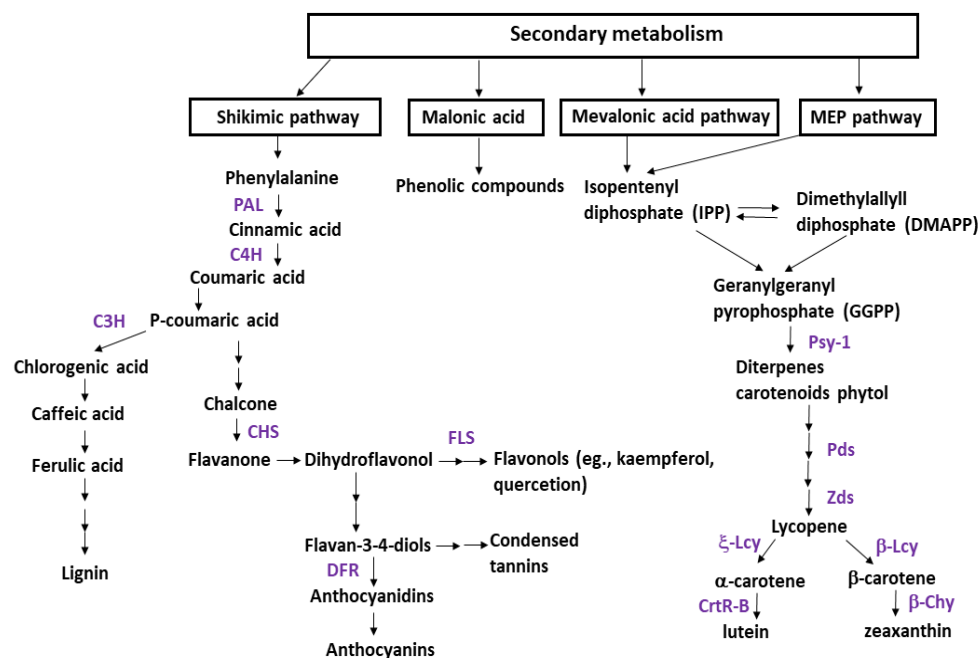 Secondary metabolism
Shikimic pathway
Malonic acid
Mevalonic acid pathway
MEP pathway
Phenylalanine
PAL
Cinnamic acid
C4H
Coumaric acid
P-coumaric acid
C3H
Chlorogenic acid
Caffeic acid
Ferulic acid
Lignin
Chalcone
CHS
Flavanone
Dihydroflavonol
FLS
Flavonols (eg., kaempferol,
quercetion)
Flavan-3-4-diols
Condensed
tannins
DFR
Anthocyanidins
Anthocyanins
Phenolic compounds
Isopentenyl
diphosphate (IPP)
Dimethylallyll
diphosphate (DMAPP)
Geranylgeranyl
pyrophosphate (GGPP)
Psy-1
Diterpenes
carotenoids phytol
Pds
Zds
Lycopene
ξ-Lcy
β-Lcy
α-carotene
β-carotene
CrtR-B
β-Chy
lutein
zeaxanthin